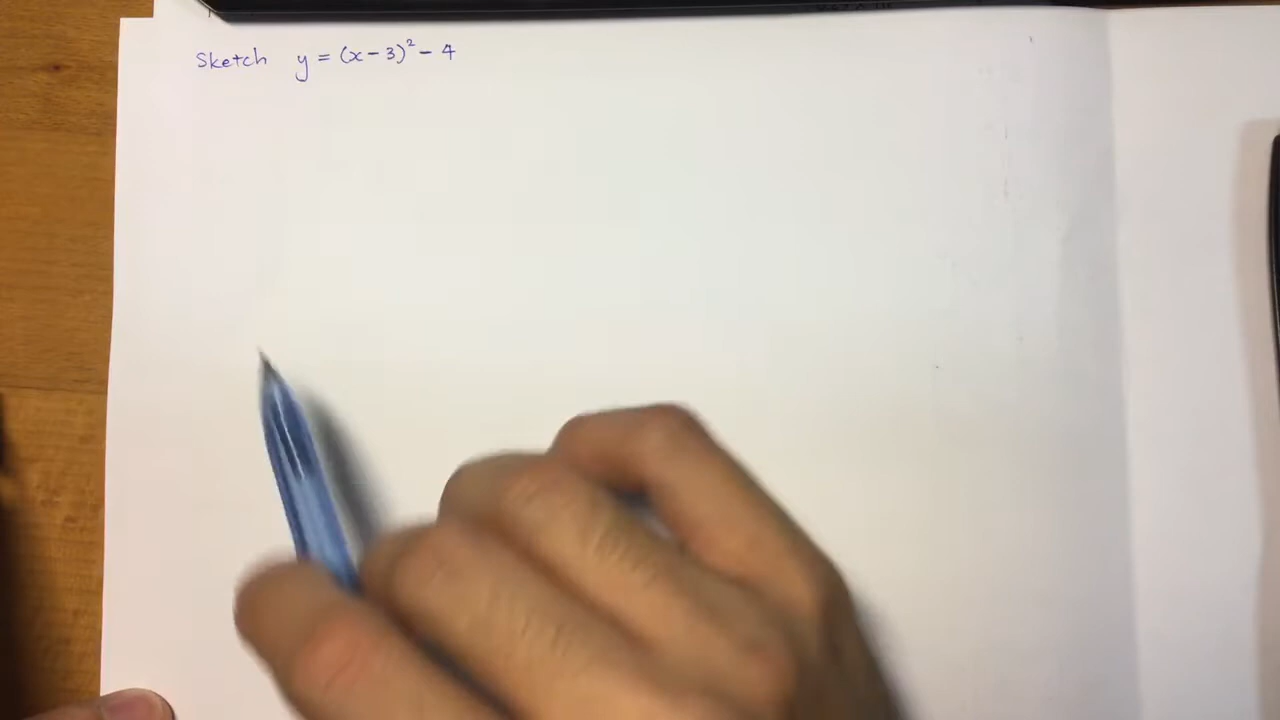 Sketch y = (x-3)² - 4